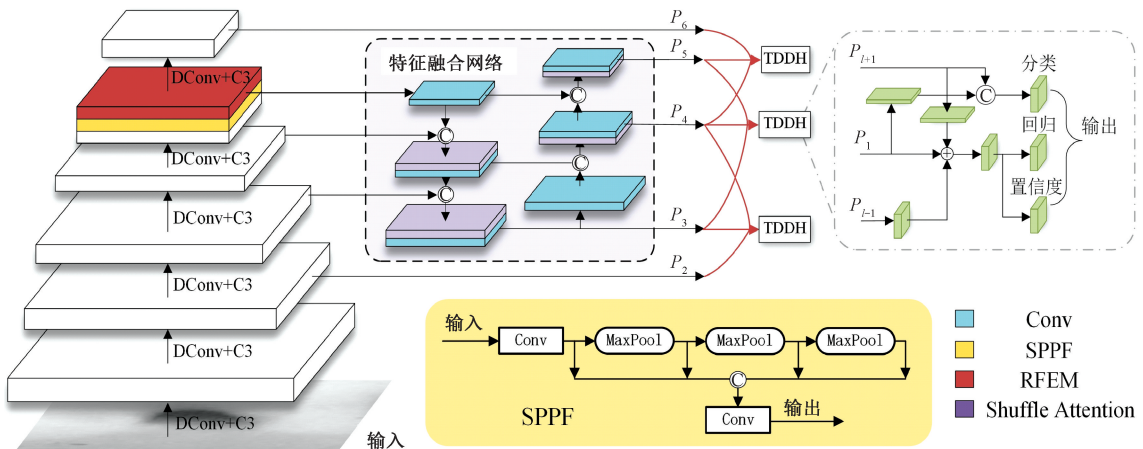 DConv+C3
DConv+C3
DConv+C3
DConv+C3
DConv+C3
DConv+C3
输入
特征融合网络
C
C
C
C
P6
P5
P4
P3
P2
TDDH
TDDH
TDDH
Pl+1
P1
Pl-1
C
+
分类
回归
置信度
输出
输入
Conv
MaxPool
MaxPool
MaxPool
C
Conv
输出
SPPF
Conv
SPPF
RFEM
Shuffle Attention